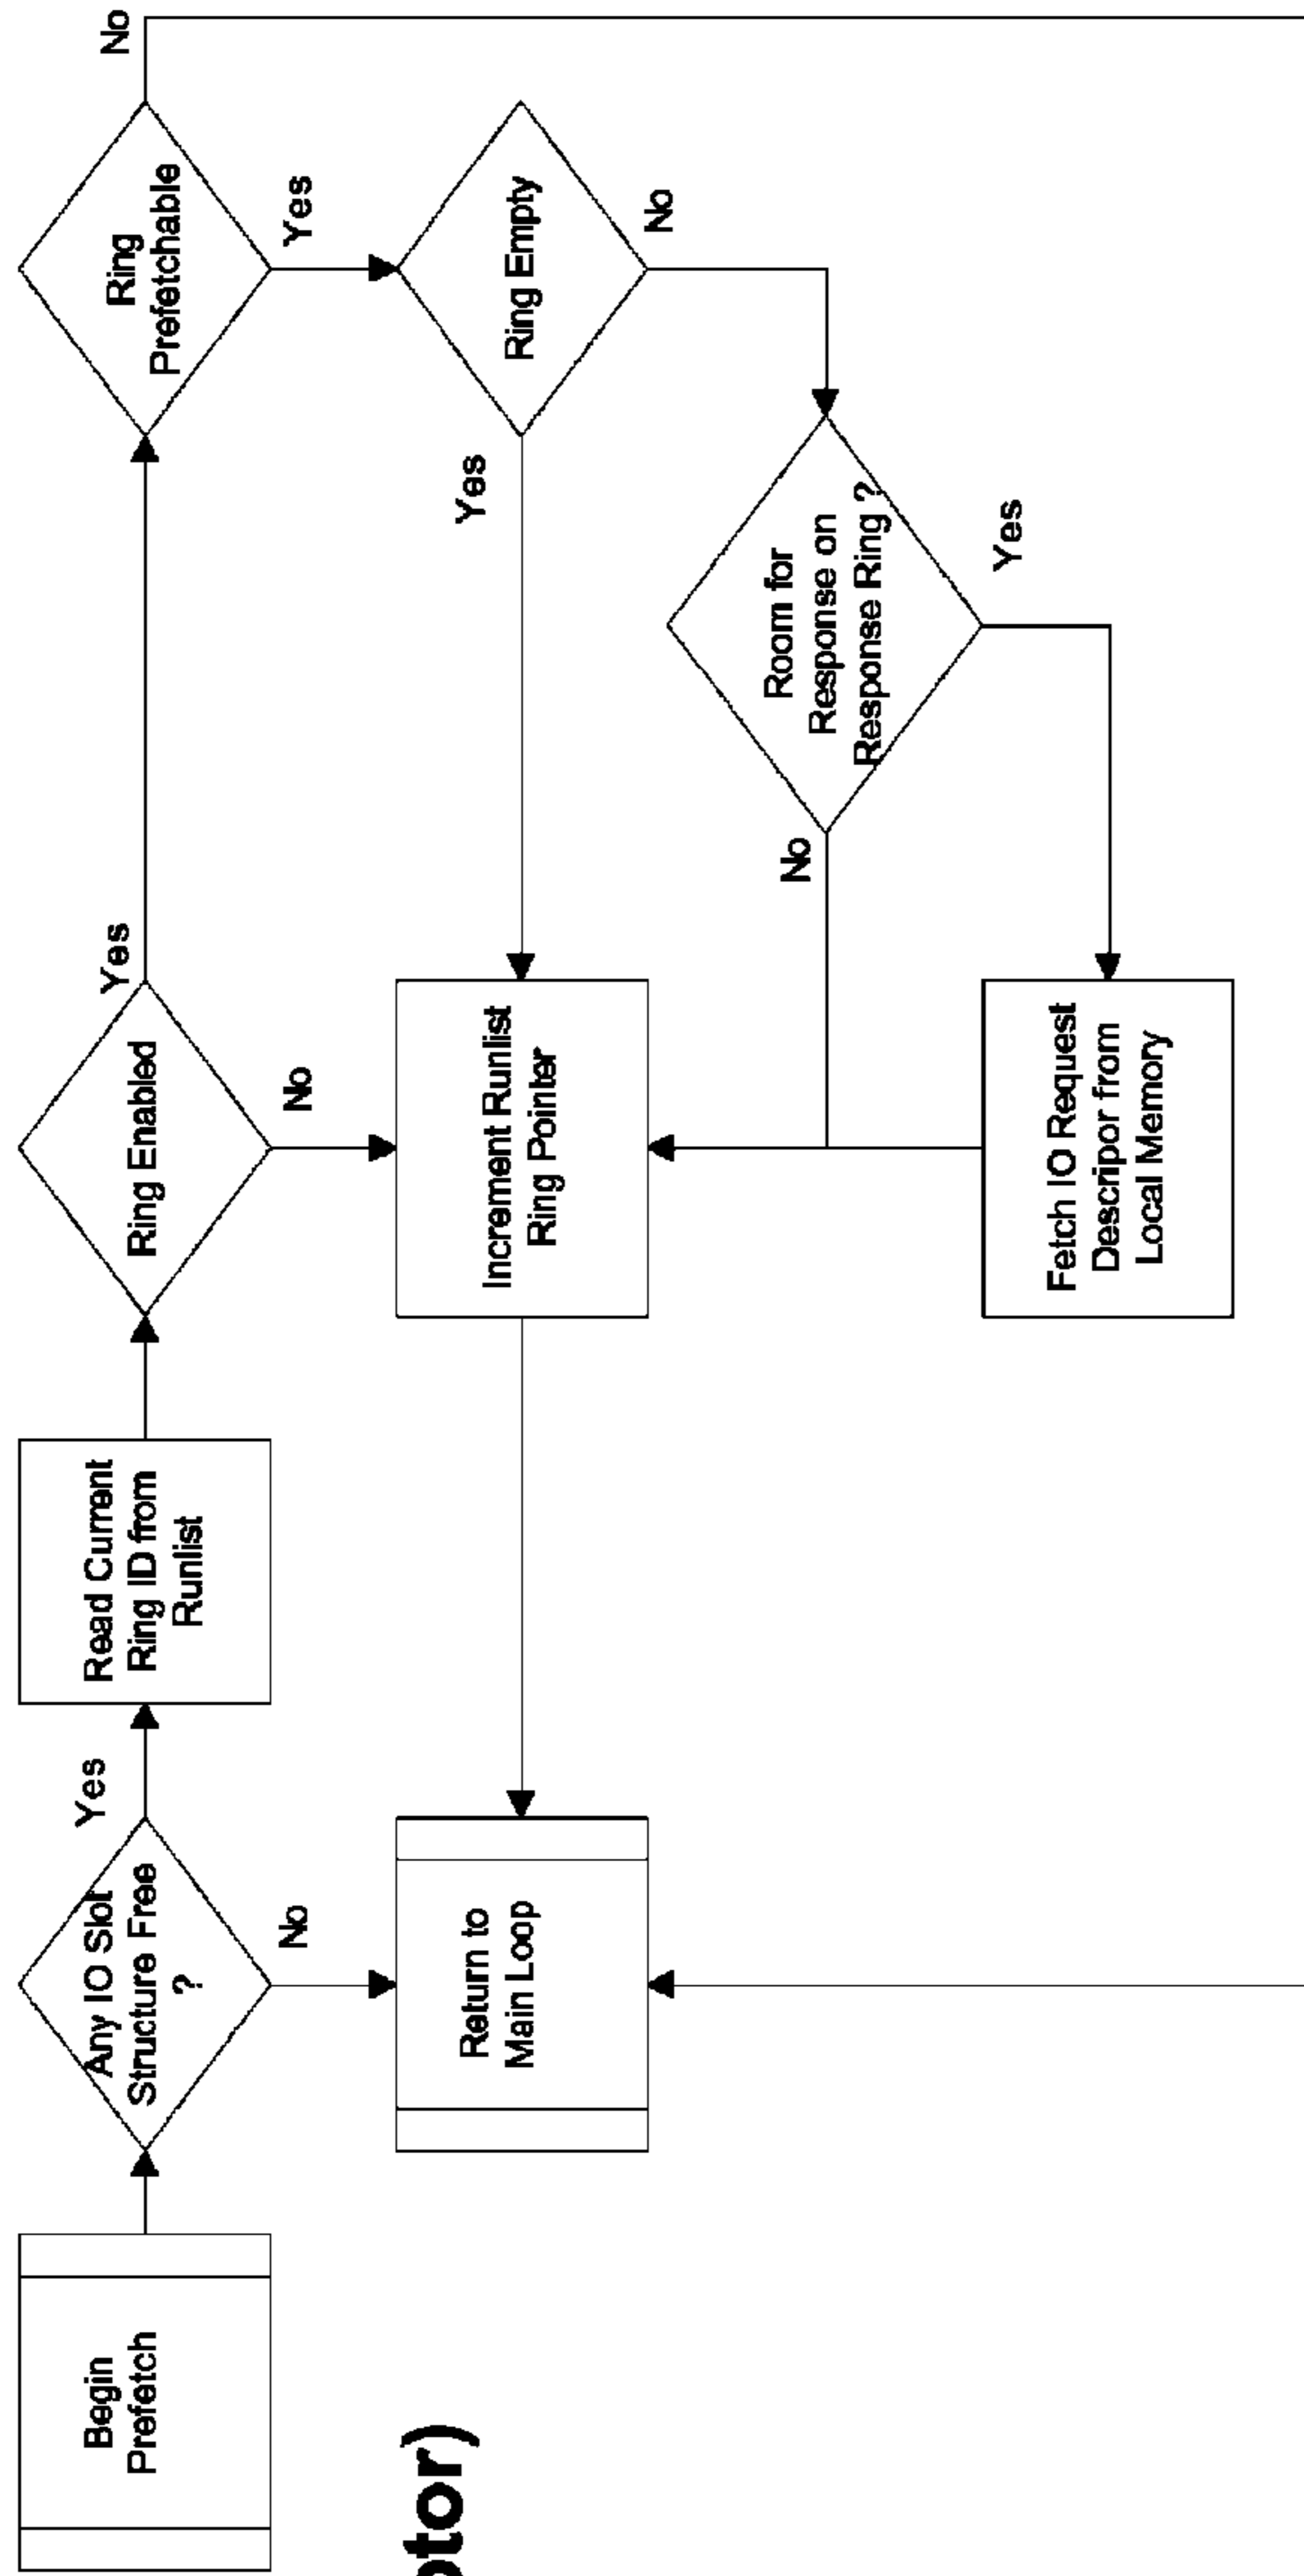 Begin
Prefetch
Any IO Slot
Structure Free
?
Yes
No
Read Current
Ring ID from
Runlist
Ring Enabled
Yes
No
Ring
Prefetchable
No
Yes
Return to
Main Loop
Increment Runlist
Ring Pointer
Yes
Ring Empty
No
Room for
Response on
Response Ring ?
No
Yes
Fetch IO Request
Descripor from
Local Memory